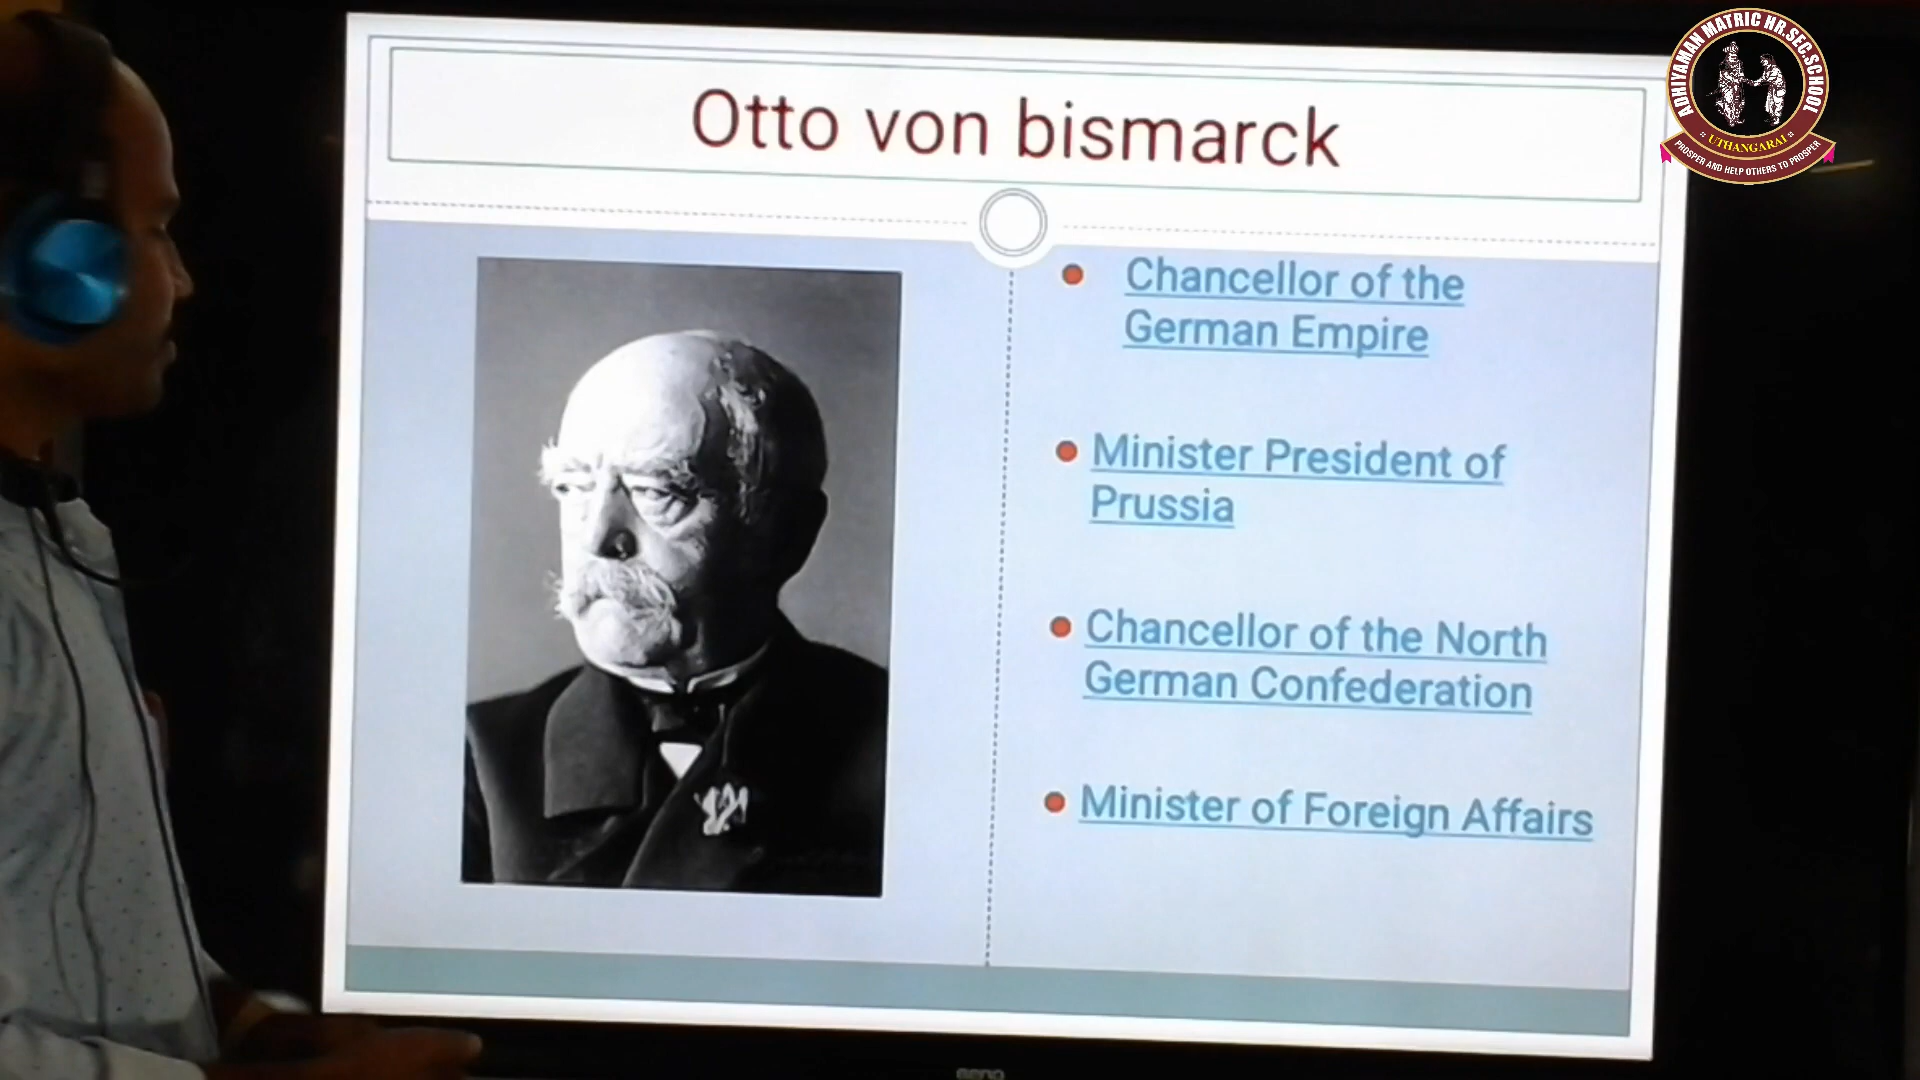 Otto von bismarck
Chancellor of the
German Empire
Minister President of
Prussia
Chancellor of the North
German Confederation
Minister of Foreign Affairs
ADHIYAMAN MATRIC HR.SEC.SCHOOL
:: UTHANGARAI ::
PROSPER AND HELP OTHERS TO PROSPER